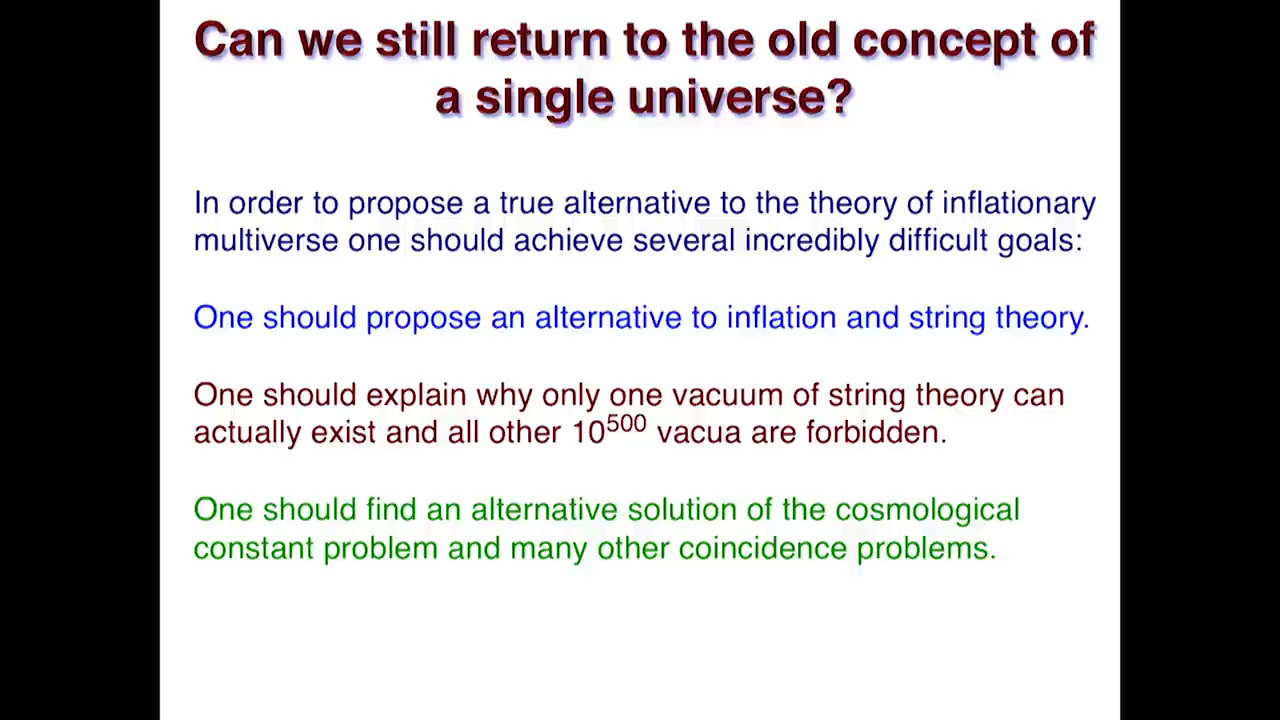 Can we still return to the old concept of
a single universe?
In order to propose a true alternative to the theory of inflationary
multiverse one should achieve several incredibly difficult goals:
One should propose an alternative to inflation and string theory.
One should explain why only one vacuum of string theory can
actually exist and all other 10^500 vacua are forbidden.
One should find an alternative solution of the cosmological
constant problem and many other coincidence problems.